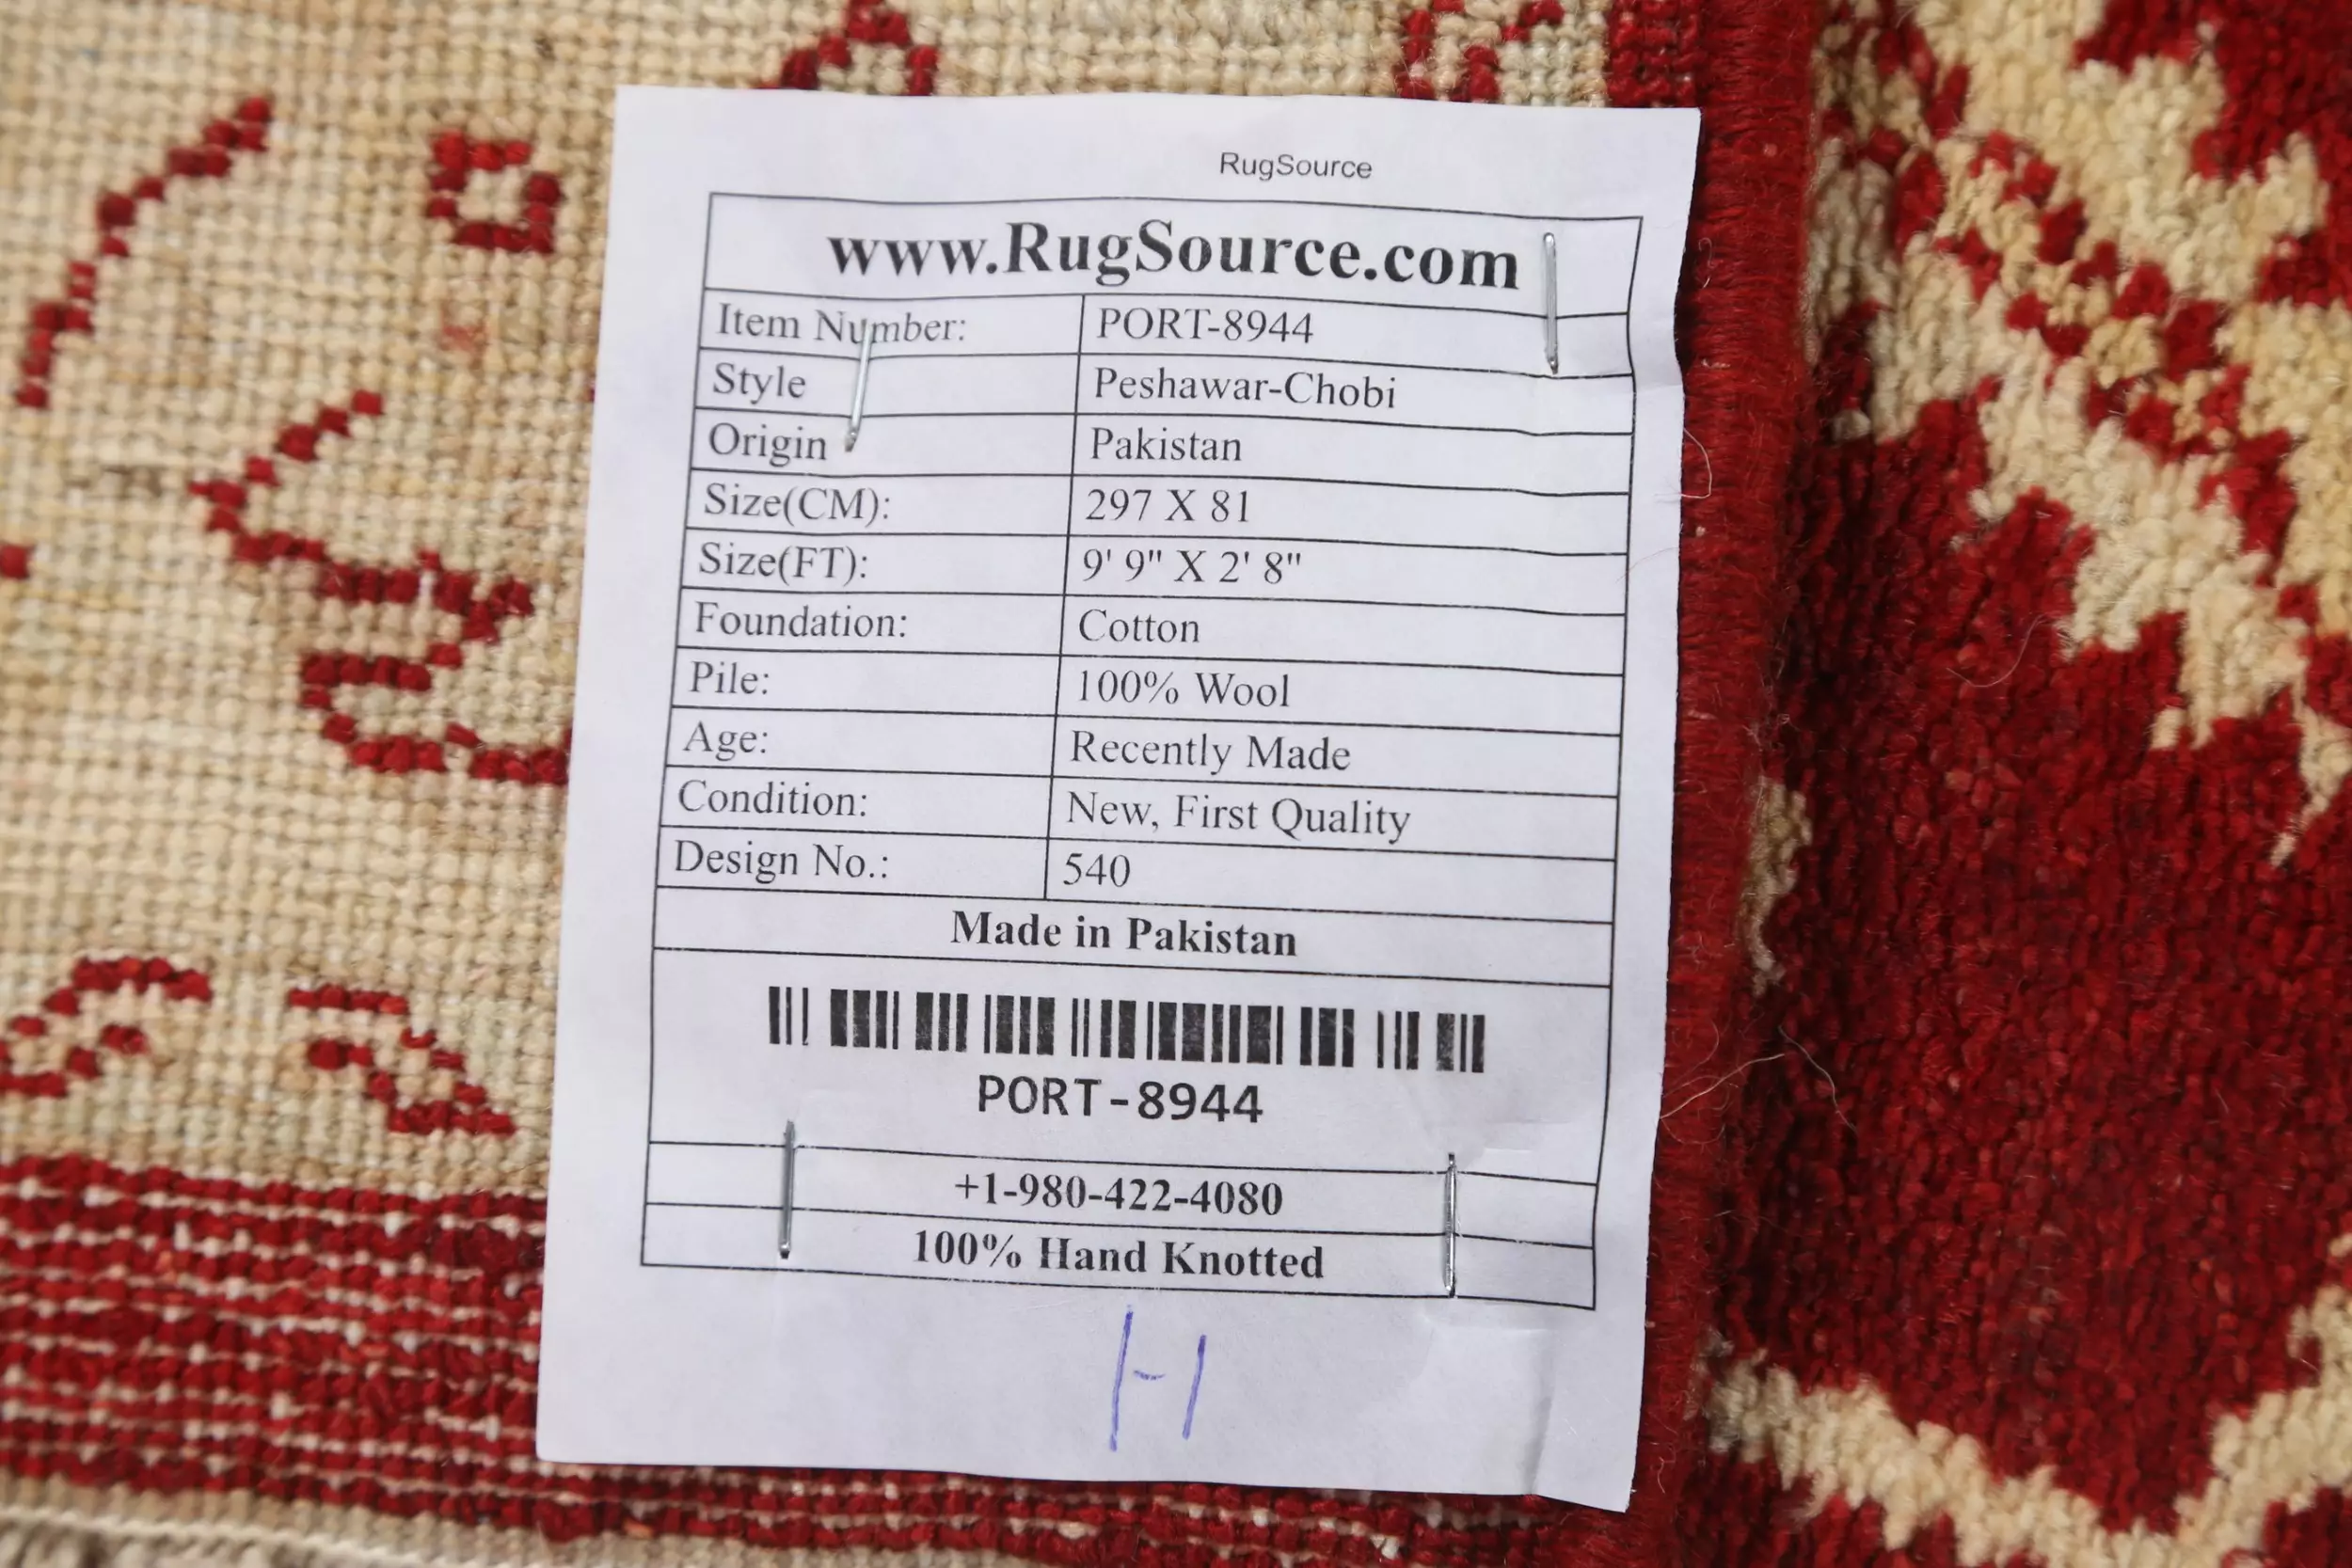 RugSource
www.RugSource.com
Item Number: PORT-8944
Style Peshawar-Chobi
Origin Pakistan
Size(CM): 297 X 81
Size(FT): 9' 9" X 2' 8"
Foundation: Cotton
Pile: 100% Wool
Age: Recently Made
Condition: New, First Quality
Design No.: 540
Made in Pakistan
PORT-8944
+1-980-422-4080
100% Hand Knotted